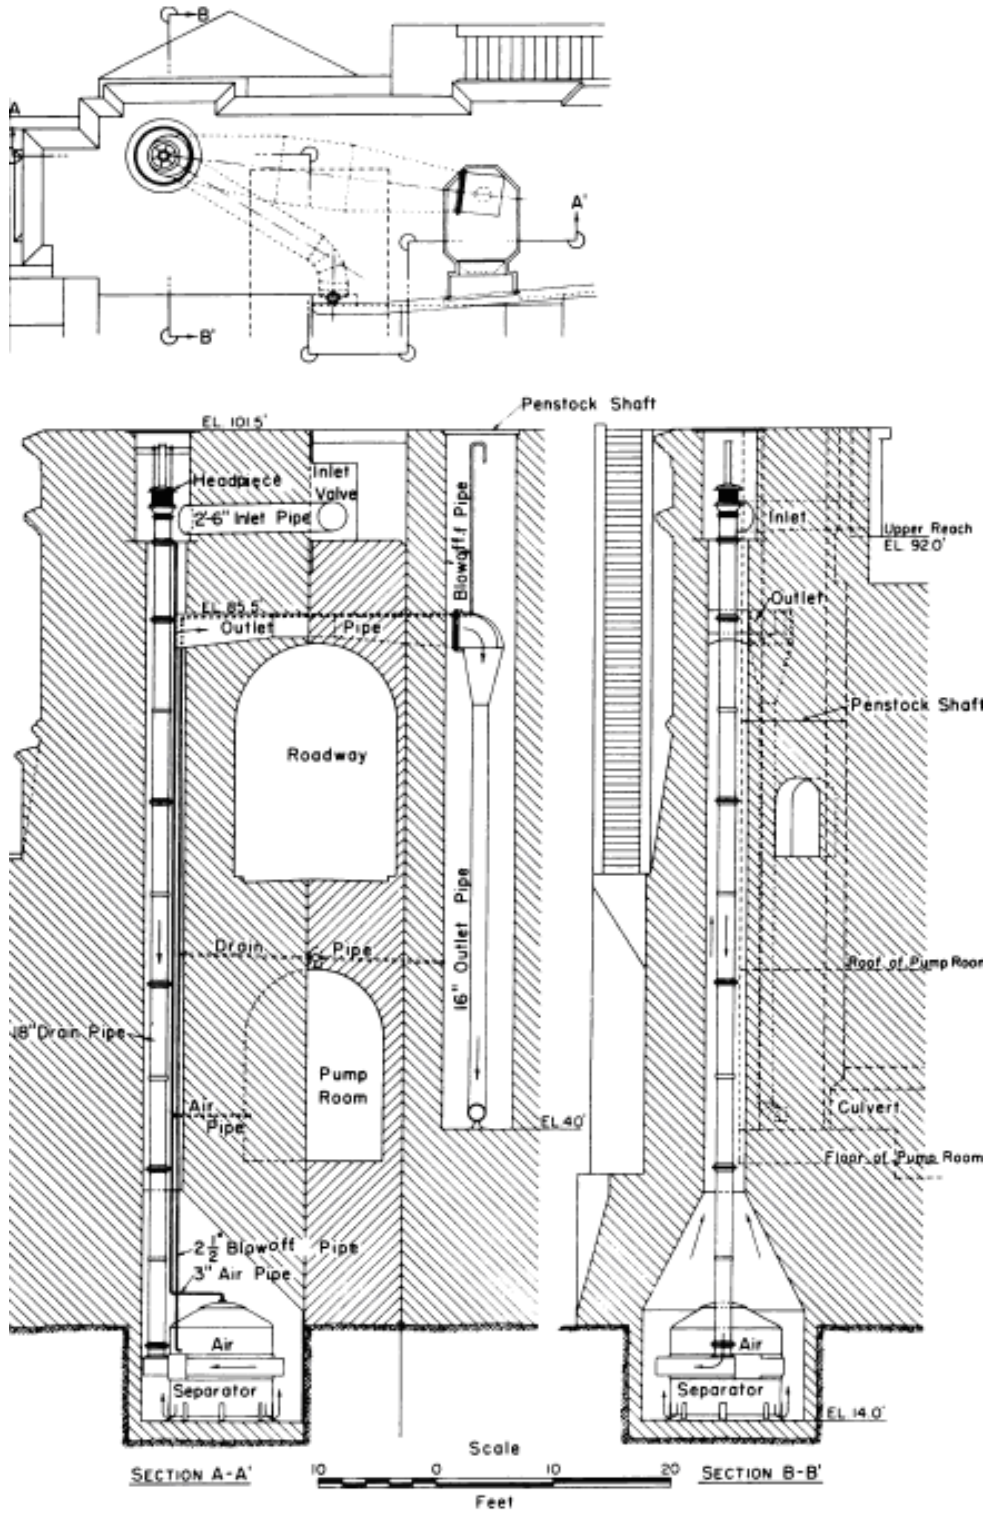 B
A
A'
B'
Penstock Shaft
EL. 101.5'
Headpiece
Inlet
Valve
2'-6" Inlet Pipe
Blowoff Pipe
Inlet
Upper Reach
EL. 92.0'
EL. 85.5'
Outlet Pipe
Outlet
Penstock Shaft
Roadway
Drain Pipe
16" Outlet Pipe
Roof of Pump Room
18" Drain Pipe
Pump
Room
Air
Pipe
Culvert
EL 40'
Floor of Pump Room
2 1/2" Blowoff Pipe
3" Air Pipe
Air
Separator
Air
Separator
EL 14.0'
SECTION A-A'
Scale
10 0 10 20
Feet
SECTION B-B'